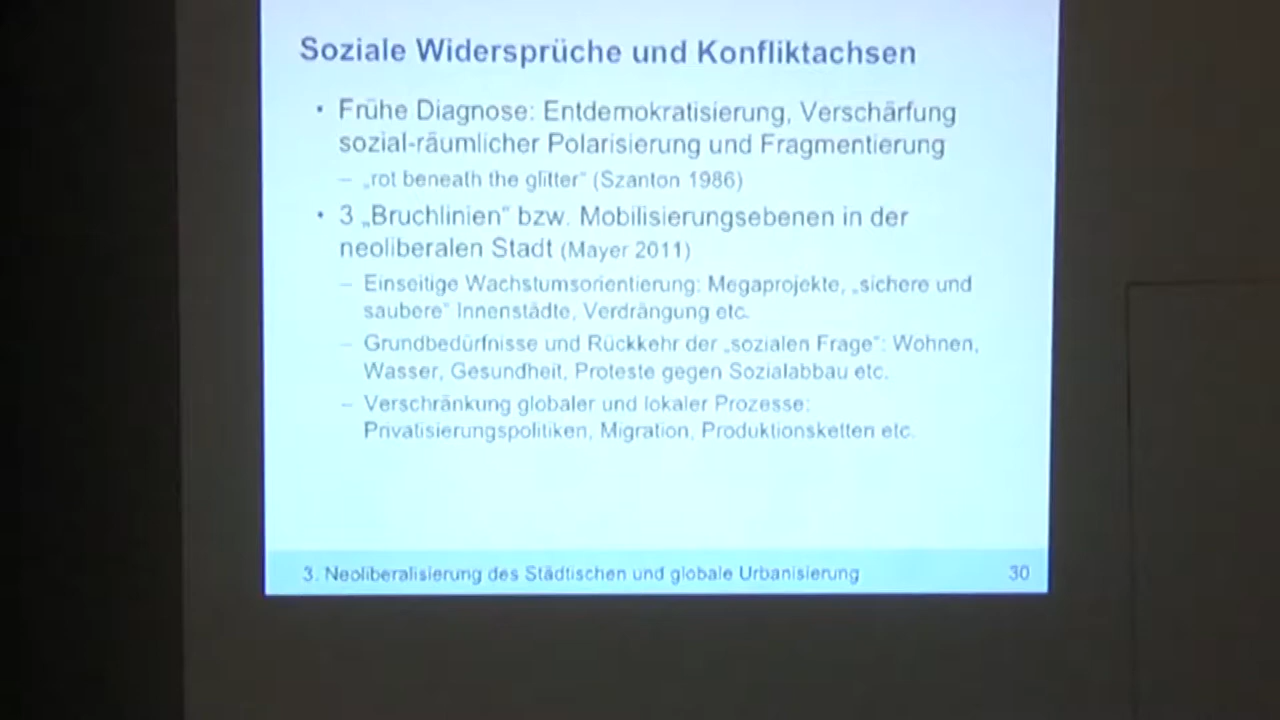 Soziale Widersprüche und Konfliktachsen
• Frühe Diagnose: Entdemokratisierung, Verschärfung
sozial-räumlicher Polarisierung und Fragmentierung
– „rot beneath the glitter“ (Szanton 1986)
• 3 „Bruchlinien“ bzw. Mobilisierungsebenen in der
neoliberalen Stadt (Mayer 2011)
– Einseitige Wachstumsorientierung: Megaprojekte, „sichere und
saubere“ Innenstädte, Verdrängung etc.
– Grundbedürfnisse und Rückkehr der „sozialen Frage“: Wohnen,
Wasser, Gesundheit, Proteste gegen Sozialabbau etc.
– Verschränkung globaler und lokaler Prozesse:
Privatisierungspolitiken, Migration, Produktionsketten etc.
3. Neoliberalisierung des Städtischen und globale Urbanisierung 30